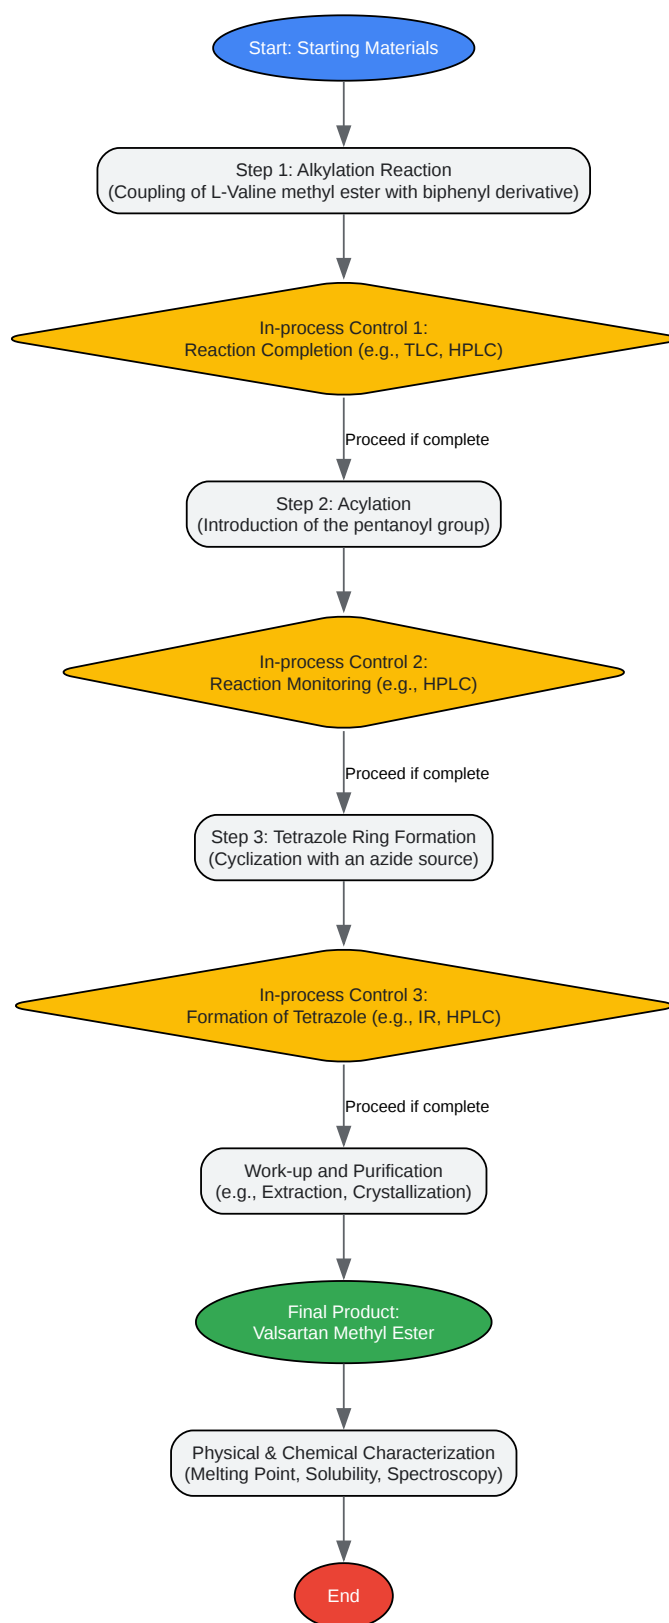 Start: Starting Materials
Step 1: Alkylation Reaction
(Coupling of L-Valine methyl ester with biphenyl derivative)
In-process Control 1:
Reaction Completion (e.g., TLC, HPLC)
Proceed if complete
Step 2: Acylation
(Introduction of the pentanoyl group)
In-process Control 2:
Reaction Monitoring (e.g., HPLC)
Proceed if complete
Step 3: Tetrazole Ring Formation
(Cyclization with an azide source)
In-process Control 3:
Formation of Tetrazole (e.g., IR, HPLC)
Proceed if complete
Work-up and Purification
(e.g., Extraction, Crystallization)
Final Product:
Valsartan Methyl Ester
Physical & Chemical Characterization
(Melting Point, Solubility, Spectroscopy)
End